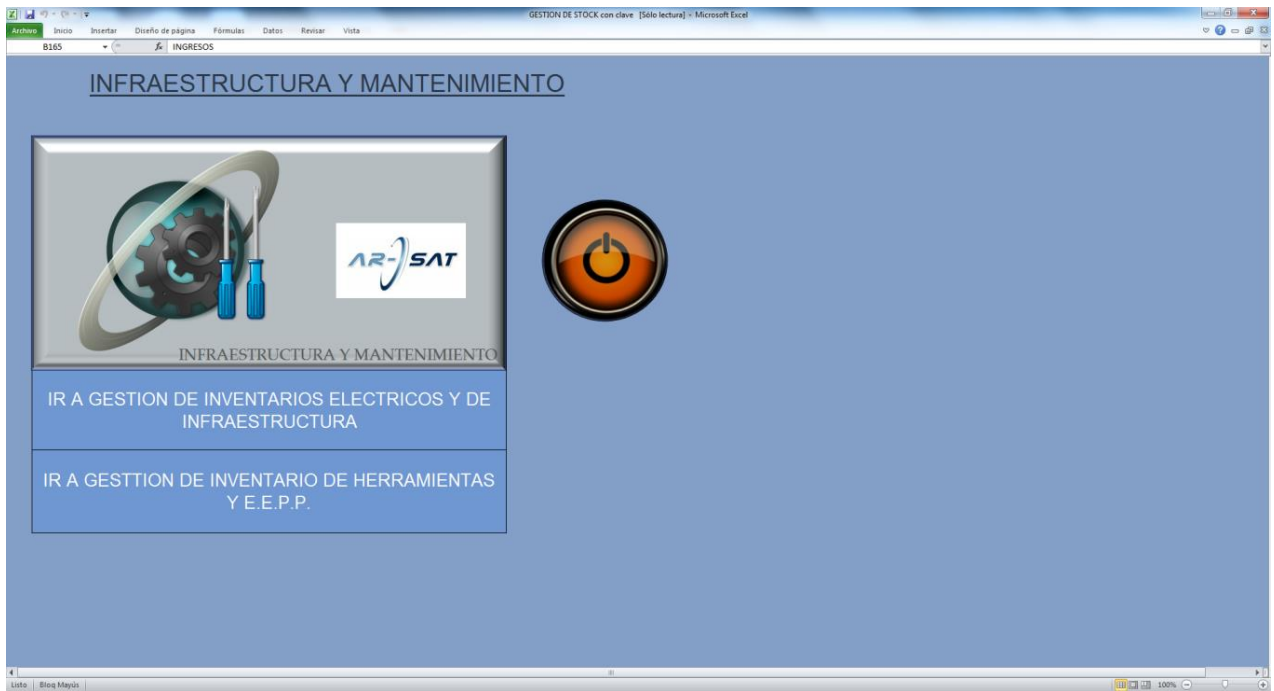 GESTION DE STOCK con clave [Sólo lectura] - Microsoft Excel
Archivo Inicio Insertar Diseño de página Fórmulas Datos Revisar Vista
B165 fx INGRESOS
INFRAESTRUCTURA Y MANTENIMIENTO
AR-SAT
INFRAESTRUCTURA Y MANTENIMIENTO
IR A GESTION DE INVENTARIOS ELECTRICOS Y DE
INFRAESTRUCTURA
IR A GESTTION DE INVENTARIO DE HERRAMIENTAS
Y E.E.P.P.
Listo Bloq Mayús 100%